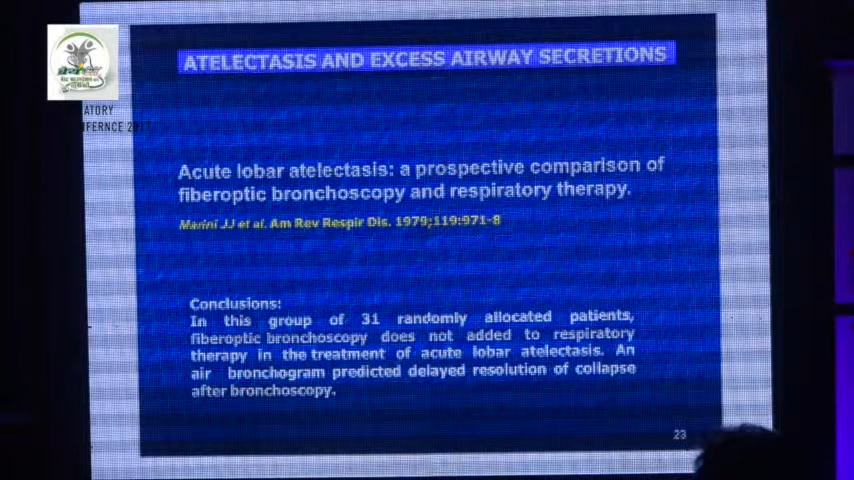 ATORY
IFERNCE 2
ATELECTASIS AND EXCESS AIRWAY SECRETIONS
Acute lobar atelectasis: a prospective comparison of
fiberoptic bronchoscopy and respiratory therapy.
Marini JJ et al. Am Rev Respir Dis. 1979;119:971-8
Conclusions:
In this group of 31 randomly allocated patients,
fiberoptic bronchoscopy does not added to respiratory
therapy in the treatment of acute lobar atelectasis. An
air bronchogram predicted delayed resolution of collapse
after bronchoscopy.
23